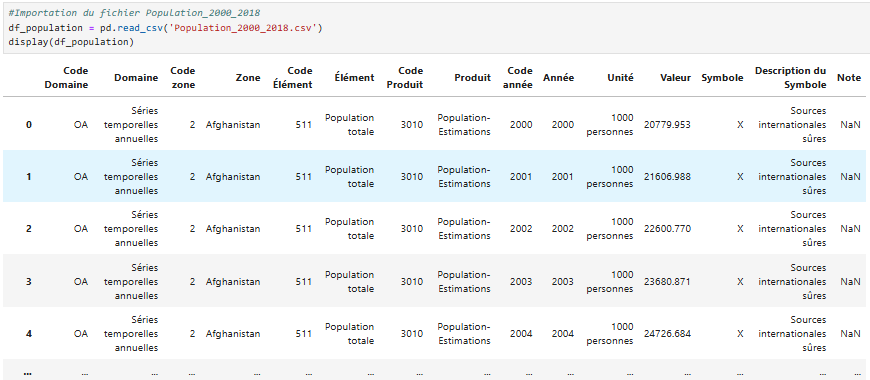 #Importation du fichier Population_2000_2018
df_population = pd.read_csv('Population_2000_2018.csv')
display(df_population)
Code Domaine Domaine Code zone Zone Code Élément Élément Code Produit Produit Code année Année Unité Valeur Symbole Description du Symbole Note
0 OA Séries temporelles annuelles 2 Afghanistan 511 Population totale 3010 Population-Estimations 2000 2000 1000 personnes 20779.953 X Sources internationales sûres NaN
1 OA Séries temporelles annuelles 2 Afghanistan 511 Population totale 3010 Population-Estimations 2001 2001 1000 personnes 21606.988 X Sources internationales sûres NaN
2 OA Séries temporelles annuelles 2 Afghanistan 511 Population totale 3010 Population-Estimations 2002 2002 1000 personnes 22600.770 X Sources internationales sûres NaN
3 OA Séries temporelles annuelles 2 Afghanistan 511 Population totale 3010 Population-Estimations 2003 2003 1000 personnes 23680.871 X Sources internationales sûres NaN
4 OA Séries temporelles annuelles 2 Afghanistan 511 Population totale 3010 Population-Estimations 2004 2004 1000 personnes 24726.684 X Sources internationales sûres NaN
... ... ... ... ... ... ... ... ... ... ... ... ... ... ... ...